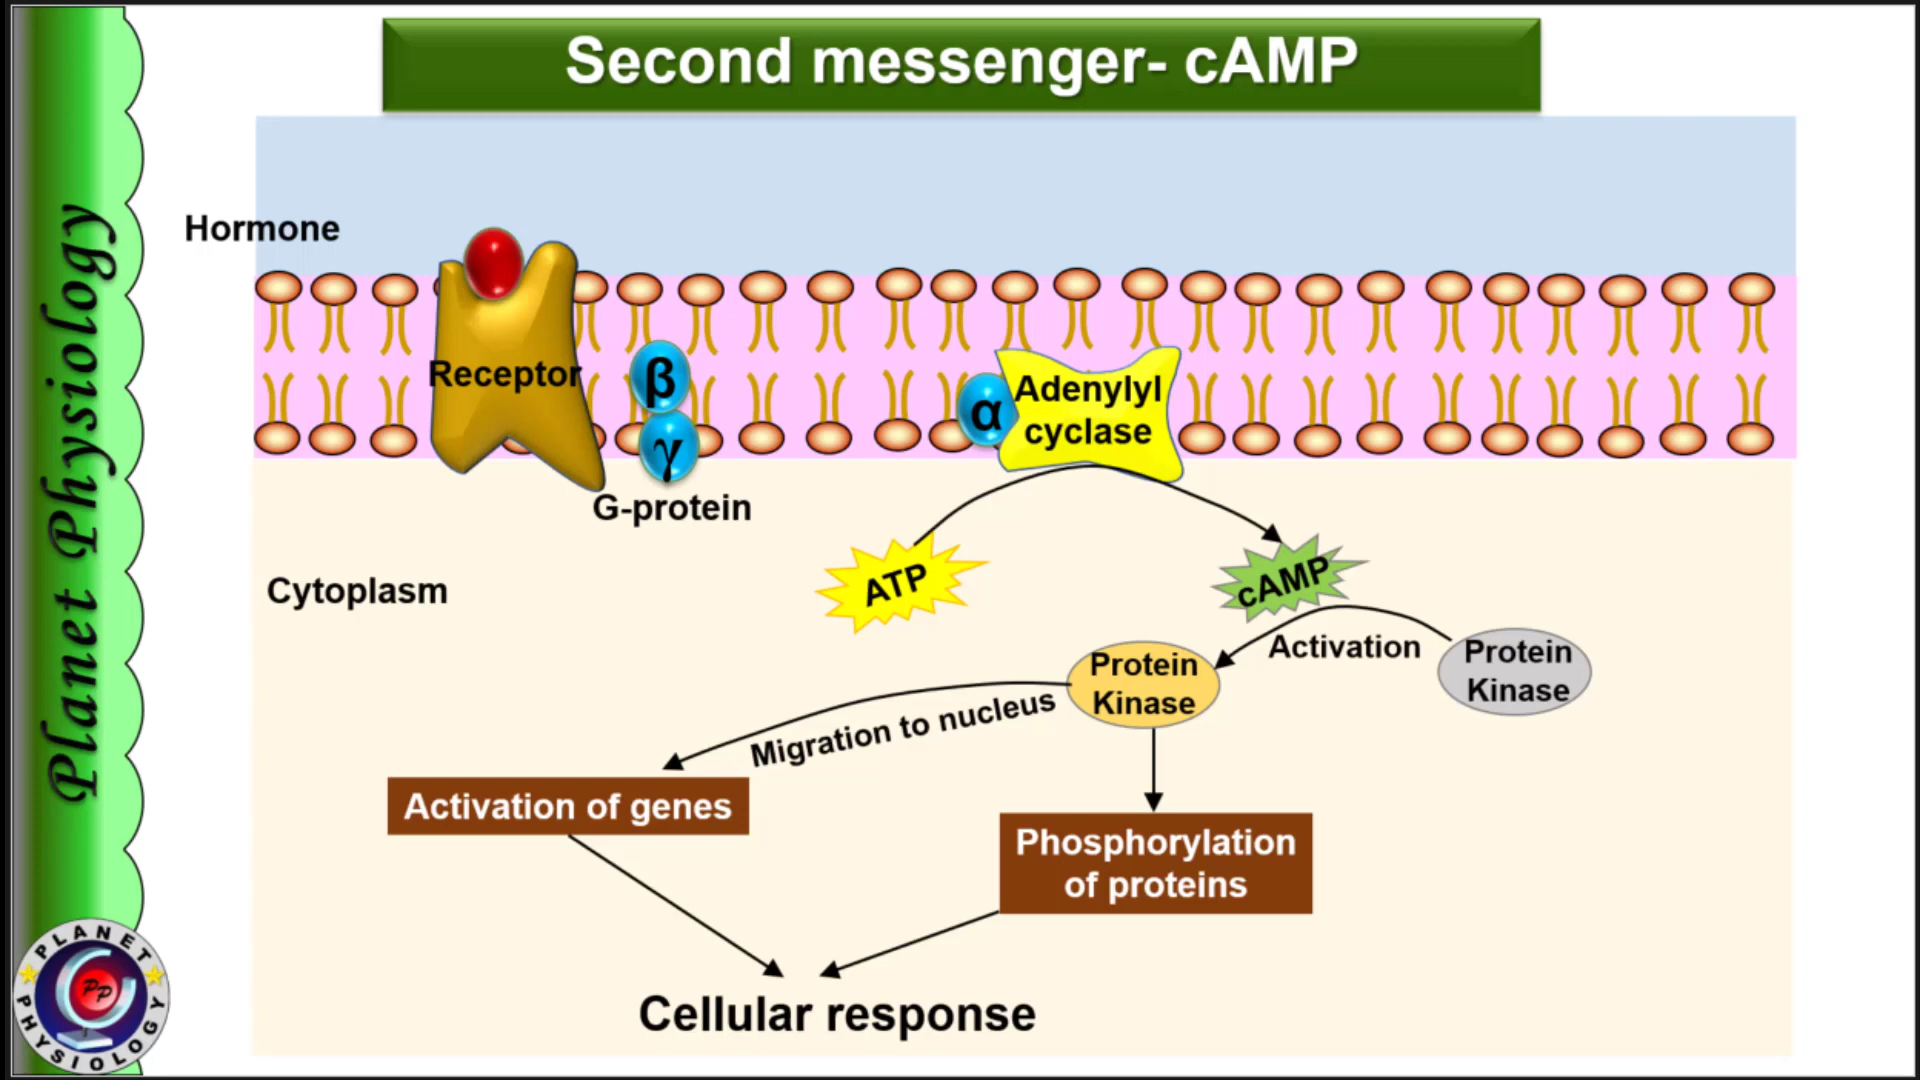 Second messenger- cAMP
Planet Physiology
Hormone
Receptor
β
γ
G-protein
α
Adenylyl
cyclase
Cytoplasm
ATP
cAMP
Activation
Protein
Kinase
Protein
Kinase
Migration to nucleus
Activation of genes
Phosphorylation
of proteins
Cellular response
PLANET
PP
PHYSIOLOGY